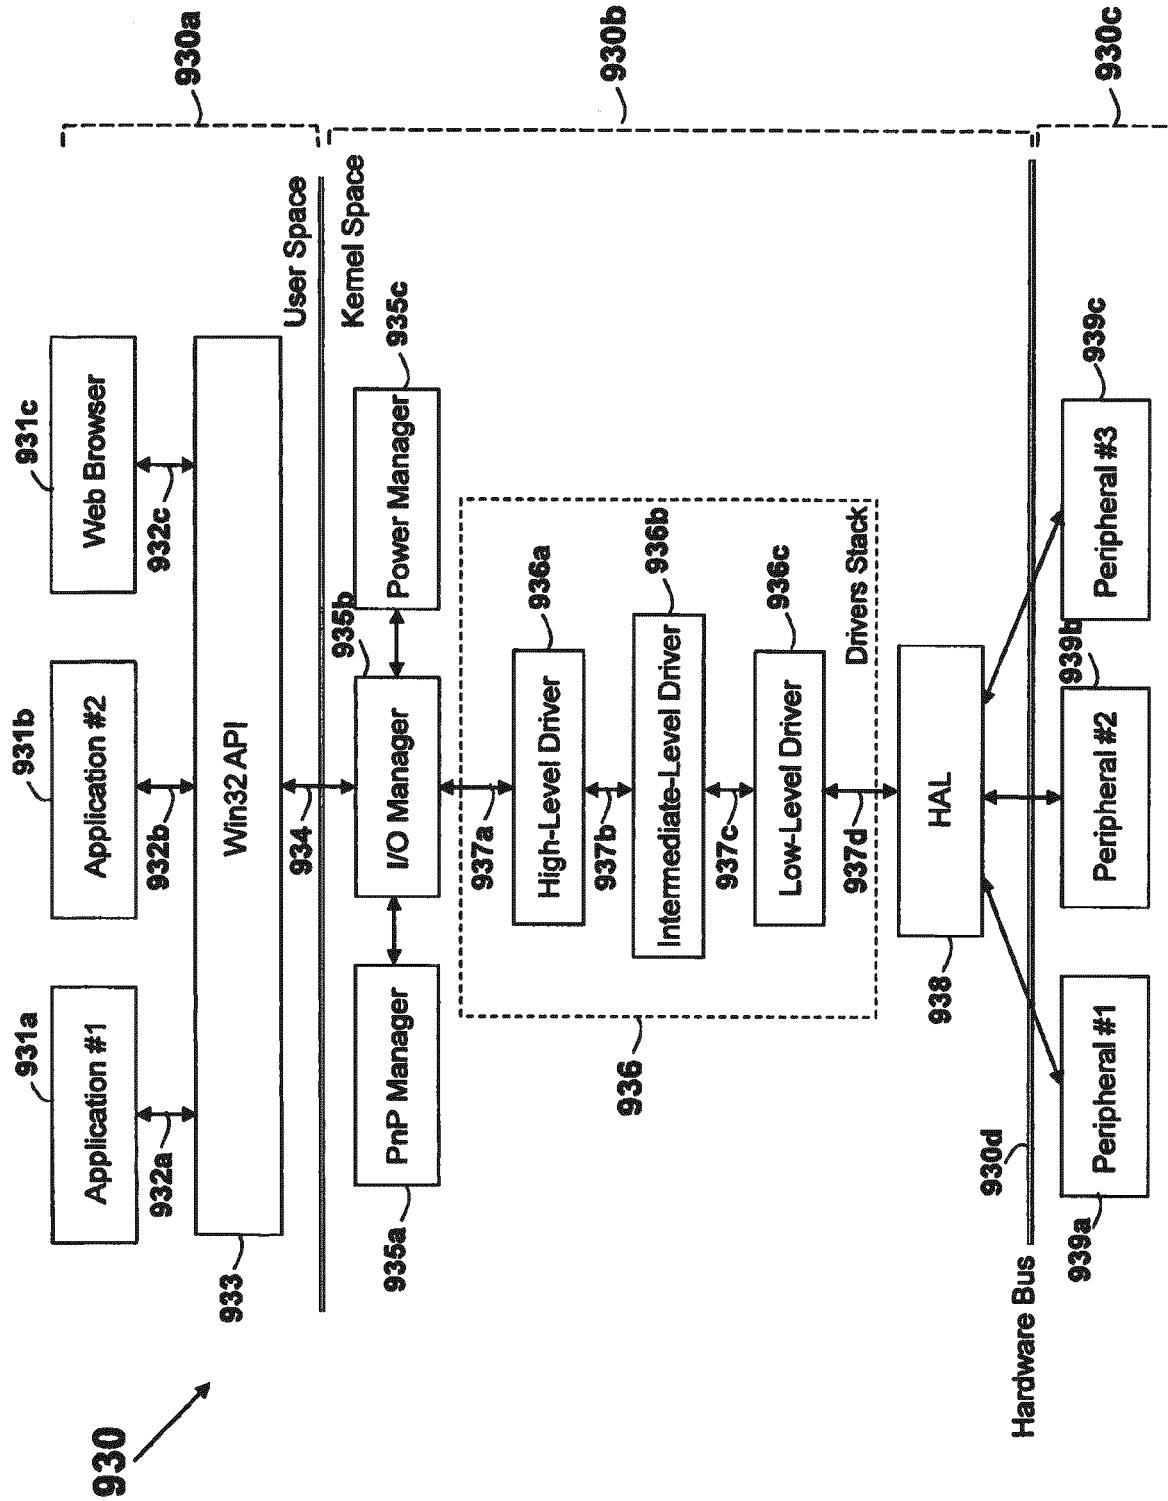 930
931a
Application #1
931b
Application #2
931c
Web Browser
932a
932b
932c
930a
933
Win32 API
User Space
934
Kernel Space
935a
PnP Manager
935b
I/O Manager
935c
Power Manager
937a
936
High-Level Driver
936a
937b
930b
Intermediate-Level Driver
936b
937c
Low-Level Driver
936c
937d
Drivers Stack
938
HAL
Hardware Bus
930d
939a
Peripheral #1
939b
Peripheral #2
939c
Peripheral #3
930c